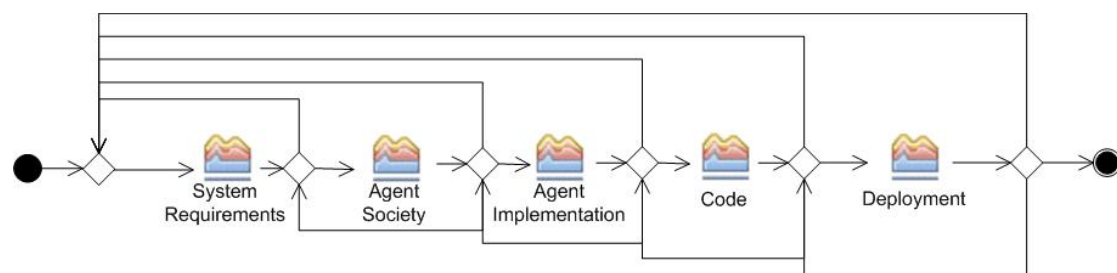 System
Requirements
Agent
Society
Agent
Implementation
Code
Deployment